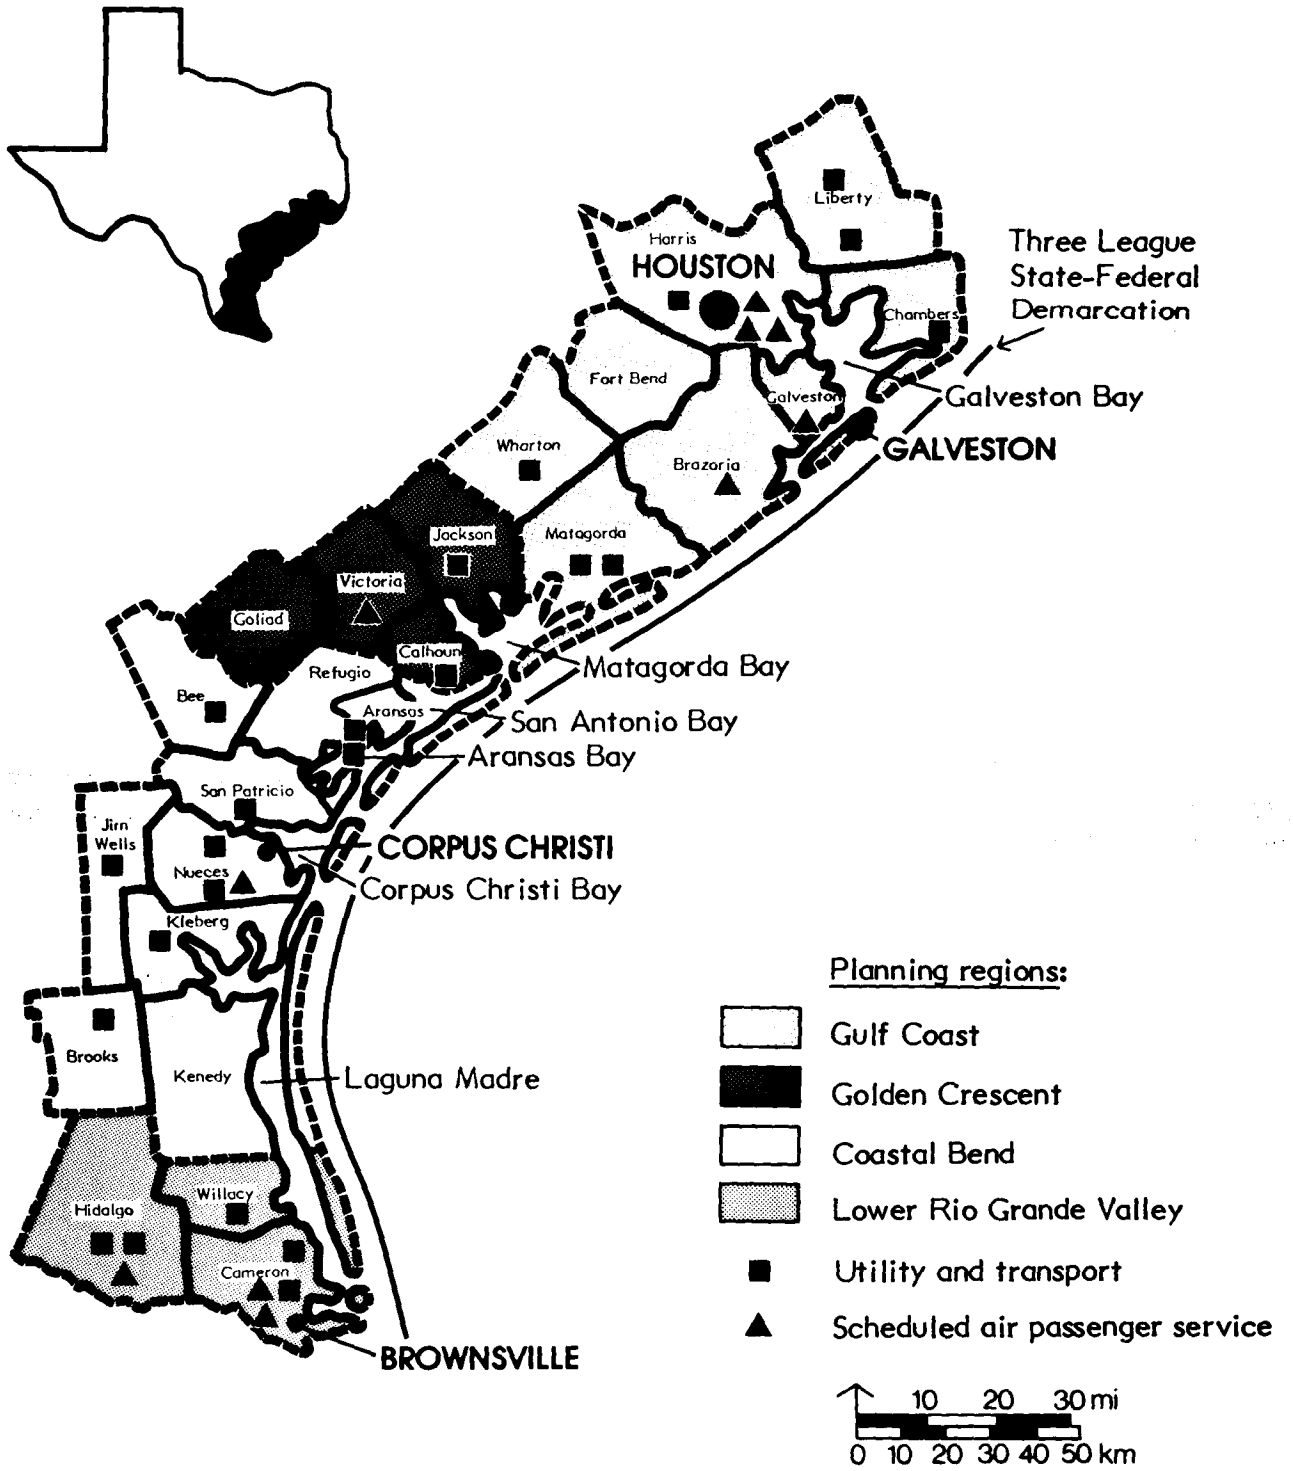 Liberty
Harris
HOUSTON
Three League
State-Federal
Demarcation
Chambers
Fort Bend
Galveston
Galveston Bay
Wharton
Brazoria
GALVESTON
Jackson
Matagorda
Victoria
Goliad
Calhoun
Refugio
Matagorda Bay
Bee
Aransas
San Antonio Bay
Aransas Bay
San Patricio
Jim
Wells
CORPUS CHRISTI
Nueces
Corpus Christi Bay
Kleberg
Brooks
Kenedy
Laguna Madre
Willacy
Hidalgo
Cameron
BROWNSVILLE
Planning regions:
Gulf Coast
Golden Crescent
Coastal Bend
Lower Rio Grande Valley
Utility and transport
Scheduled air passenger service
10 20 30 mi
0 10 20 30 40 50 km